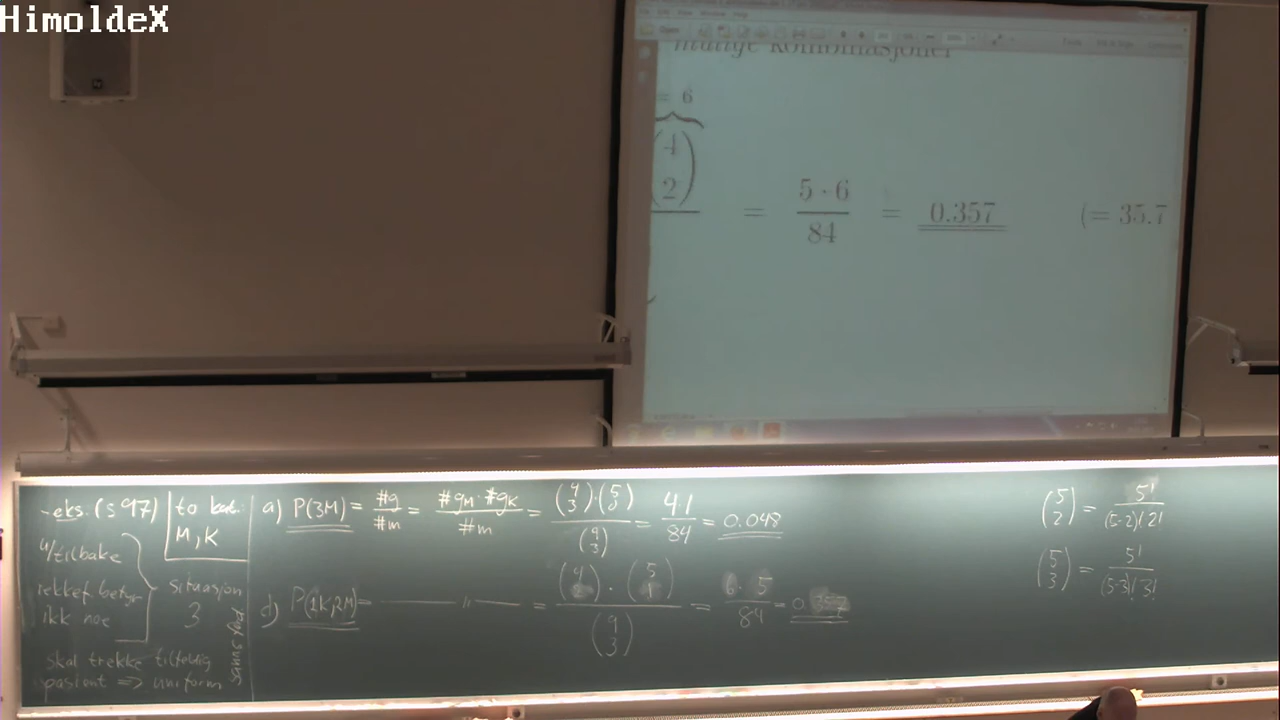 HimoldeX
mulige kombinasjoner
= 6
(4 2)
= 5 · 6 / 84 = 0.357 (= 35.7
- eks. (s 97)
to kat:
M, K
u/tilbake
rekkef. betyr
ikk noe
situasjon
3
skal trekke tilfeldig
pasient => uniform
a) P(3M) = #g / #m = #gM · #gK / #m = (4 3) · (5 0) / (9 3) = 4·1 / 84 = 0.048
d) P(1K,2M) = —— " —— = (4 2) · (5 1) / (9 3) = 6 · 5 / 84 = 0.357
(5 2) = 5! / (5-2)! 2!
(5 3) = 5! / (5-3)! 3!